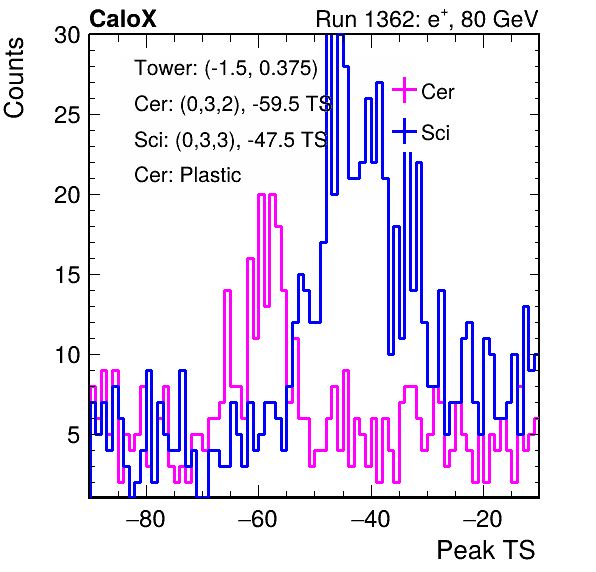 CaloX Run 1362: e⁺, 80 GeV
Counts
30
25
20
15
10
5
Tower: (-1.5, 0.375)
Cer: (0,3,2), -59.5 TS
Sci: (0,3,3), -47.5 TS
Cer: Plastic
Cer
Sci
−80 −60 −40 −20
Peak TS